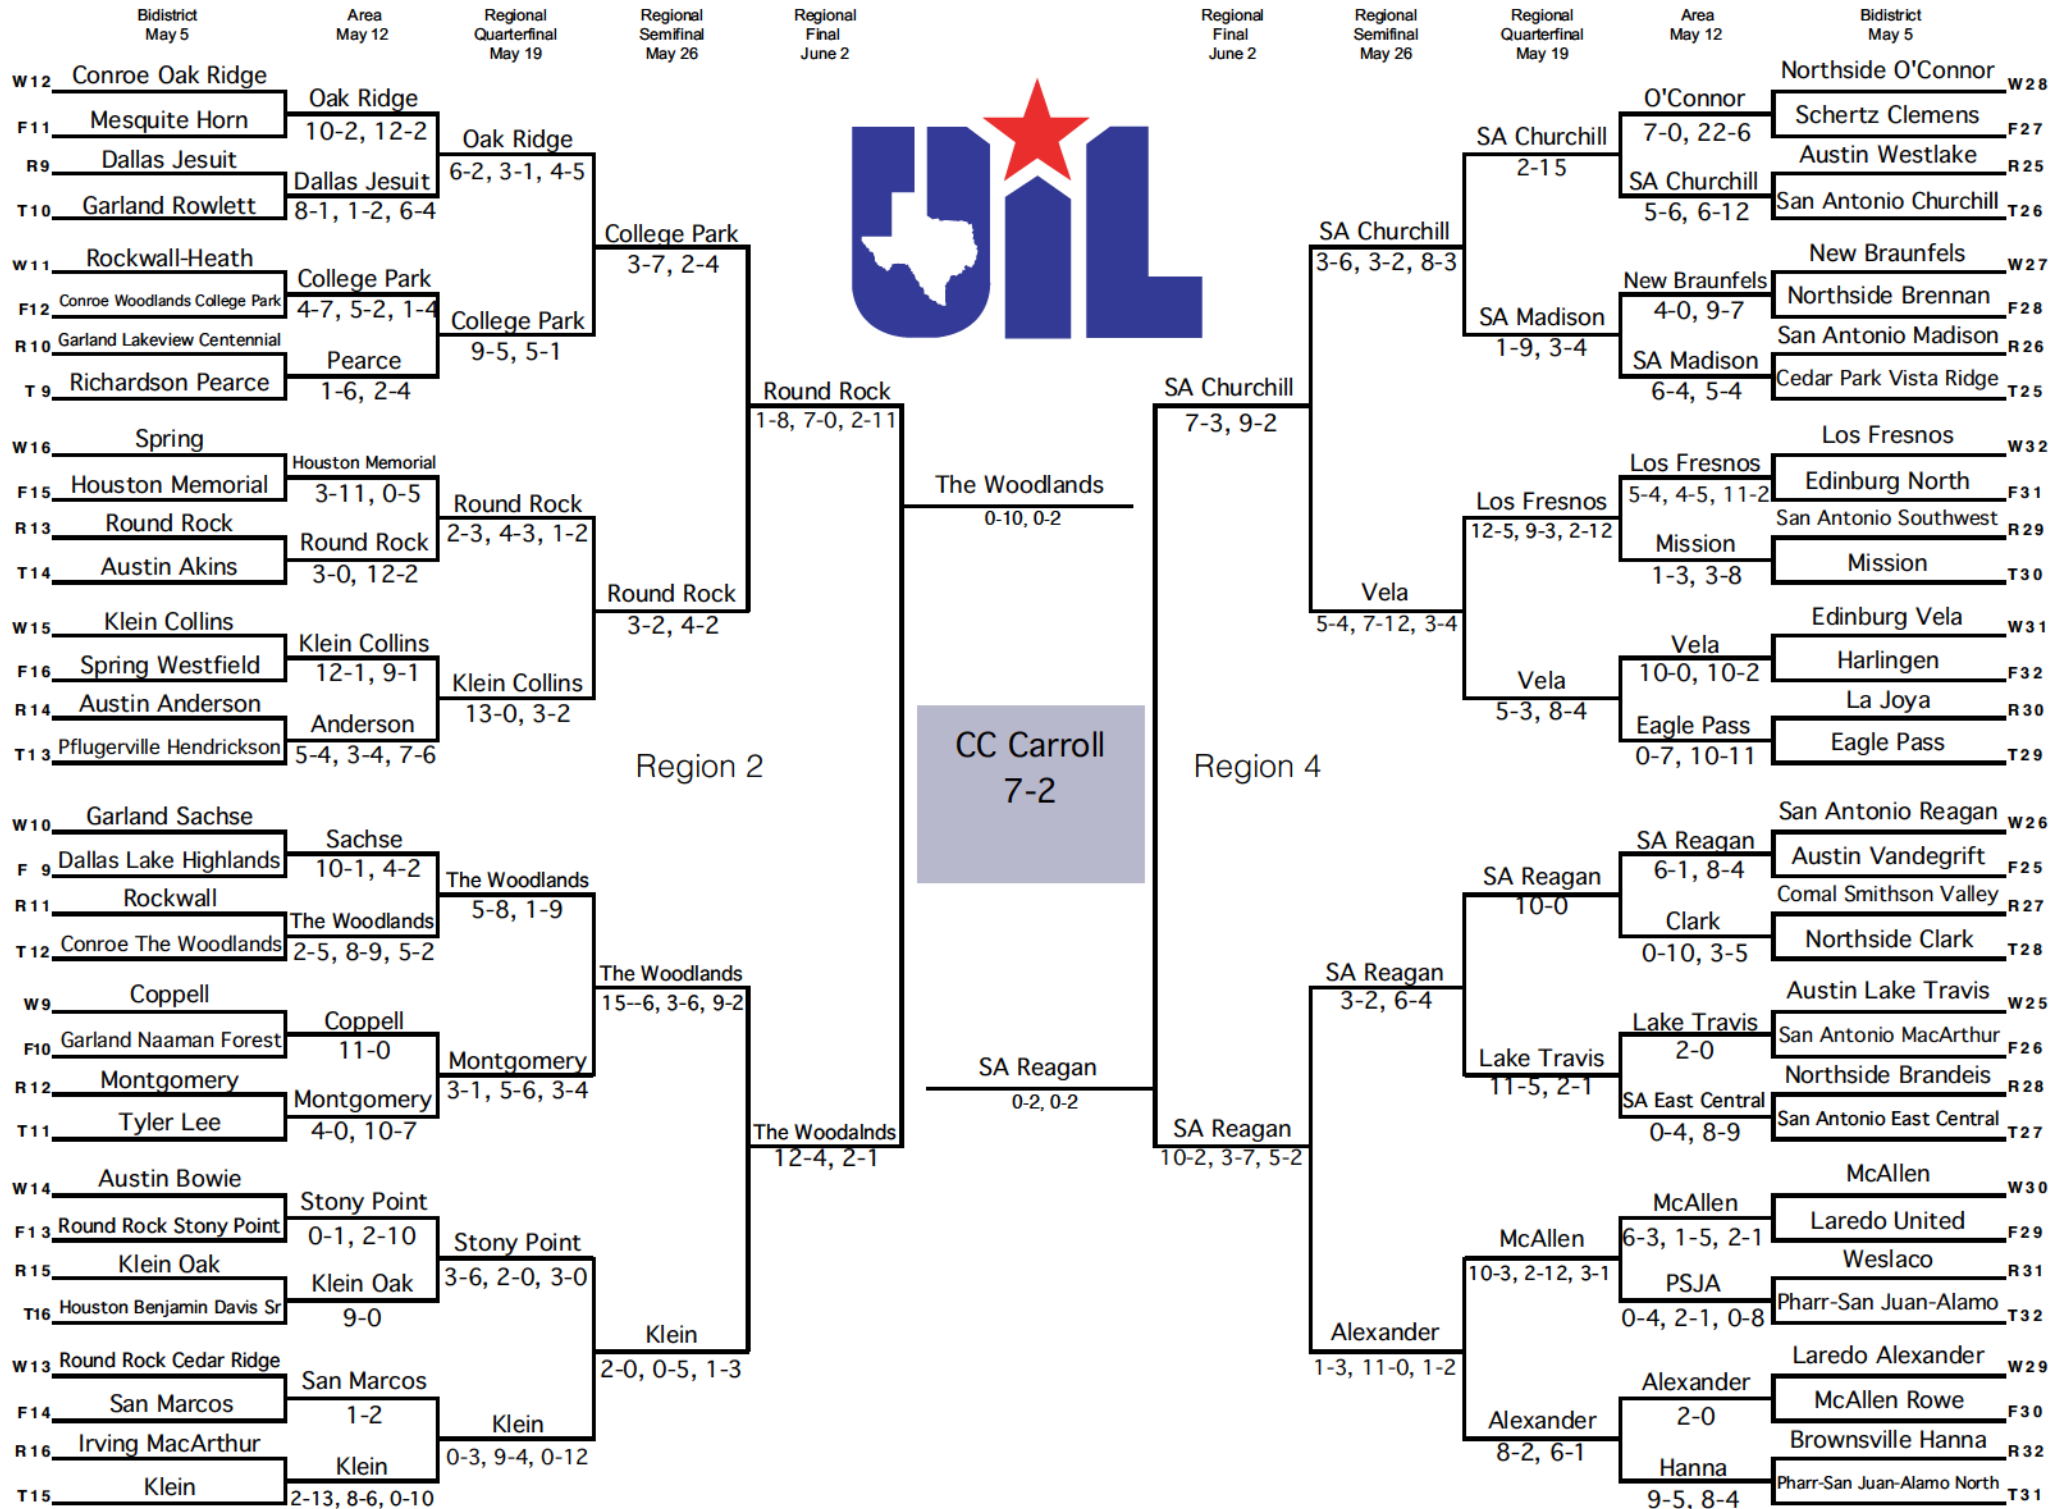 Bidistrict
May 5
Area
May 12
Regional
Quarterfinal
May 19
Regional
Semifinal
May 26
Regional
Final
June 2
Regional
Final
June 2
Regional
Semifinal
May 26
Regional
Quarterfinal
May 19
Area
May 12
Bidistrict
May 5
W12 Conroe Oak Ridge
F11 Mesquite Horn
R9 Dallas Jesuit
T10 Garland Rowlett
W11 Rockwall-Heath
F12 Conroe Woodlands College Park
R10 Garland Lakeview Centennial
T9 Richardson Pearce
W16 Spring
F15 Houston Memorial
R13 Round Rock
T14 Austin Akins
W15 Klein Collins
F16 Spring Westfield
R14 Austin Anderson
T13 Pflugerville Hendrickson
W10 Garland Sachse
F 9 Dallas Lake Highlands
R11 Rockwall
T12 Conroe The Woodlands
W9 Coppell
F10 Garland Naaman Forest
R12 Montgomery
T11 Tyler Lee
W14 Austin Bowie
F13 Round Rock Stony Point
R15 Klein Oak
T16 Houston Benjamin Davis Sr
W13 Round Rock Cedar Ridge
F14 San Marcos
R16 Irving MacArthur
T15 Klein
Oak Ridge
10-2, 12-2
Dallas Jesuit
8-1, 1-2, 6-4
College Park
4-7, 5-2, 1-4
Pearce
1-6, 2-4
Houston Memorial
3-11, 0-5
Round Rock
3-0, 12-2
Klein Collins
12-1, 9-1
Anderson
5-4, 3-4, 7-6
Sachse
10-1, 4-2
The Woodlands
2-5, 8-9, 5-2
Coppell
11-0
Montgomery
4-0, 10-7
Stony Point
0-1, 2-10
Klein Oak
9-0
San Marcos
1-2
Klein
2-13, 8-6, 0-10
Oak Ridge
6-2, 3-1, 4-5
College Park
9-5, 5-1
Round Rock
2-3, 4-3, 1-2
Klein Collins
13-0, 3-2
The Woodlands
5-8, 1-9
Montgomery
3-1, 5-6, 3-4
Stony Point
3-6, 2-0, 3-0
Klein
0-3, 9-4, 0-12
College Park
3-7, 2-4
Round Rock
3-2, 4-2
The Woodlands
15--6, 3-6, 9-2
Klein
2-0, 0-5, 1-3
Round Rock
1-8, 7-0, 2-11
The Woodalnds
12-4, 2-1
Region 2
UIL
The Woodlands
0-10, 0-2
CC Carroll
7-2
SA Reagan
0-2, 0-2
Region 4
SA Churchill
7-3, 9-2
SA Reagan
10-2, 3-7, 5-2
SA Churchill
3-6, 3-2, 8-3
Vela
5-4, 7-12, 3-4
SA Reagan
3-2, 6-4
Alexander
1-3, 11-0, 1-2
SA Churchill
2-15
SA Madison
1-9, 3-4
Los Fresnos
12-5, 9-3, 2-12
Vela
5-3, 8-4
SA Reagan
10-0
Lake Travis
11-5, 2-1
McAllen
10-3, 2-12, 3-1
Alexander
8-2, 6-1
O'Connor
7-0, 22-6
SA Churchill
5-6, 6-12
New Braunfels
4-0, 9-7
SA Madison
6-4, 5-4
Los Fresnos
5-4, 4-5, 11-2
Mission
1-3, 3-8
Vela
10-0, 10-2
Eagle Pass
0-7, 10-11
SA Reagan
6-1, 8-4
Clark
0-10, 3-5
Lake Travis
2-0
SA East Central
0-4, 8-9
McAllen
6-3, 1-5, 2-1
PSJA
0-4, 2-1, 0-8
Alexander
2-0
Hanna
9-5, 8-4
Northside O'Connor W28
Schertz Clemens F27
Austin Westlake R25
San Antonio Churchill T26
New Braunfels W27
Northside Brennan F28
San Antonio Madison R26
Cedar Park Vista Ridge T25
Los Fresnos W32
Edinburg North F31
San Antonio Southwest R29
Mission T30
Edinburg Vela W31
Harlingen F32
La Joya R30
Eagle Pass T29
San Antonio Reagan W26
Austin Vandegrift F25
Comal Smithson Valley R27
Northside Clark T28
Austin Lake Travis W25
San Antonio MacArthur F26
Northside Brandeis R28
San Antonio East Central T27
McAllen W30
Laredo United F29
Weslaco R31
Pharr-San Juan-Alamo T32
Laredo Alexander W29
McAllen Rowe F30
Brownsville Hanna R32
Pharr-San Juan-Alamo North T31